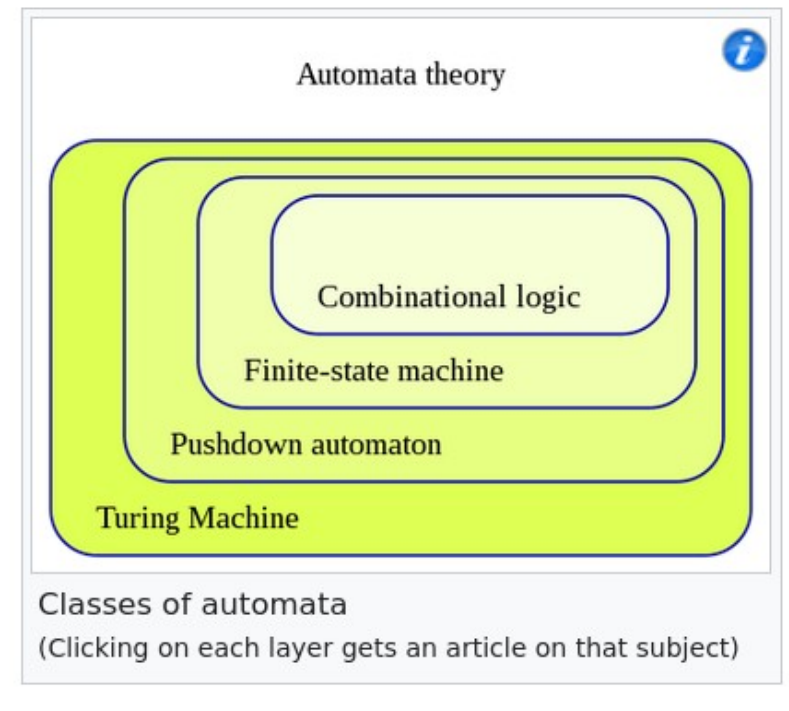 Automata theory
Combinational logic
Finite-state machine
Pushdown automaton
Turing Machine
Classes of automata
(Clicking on each layer gets an article on that subject)